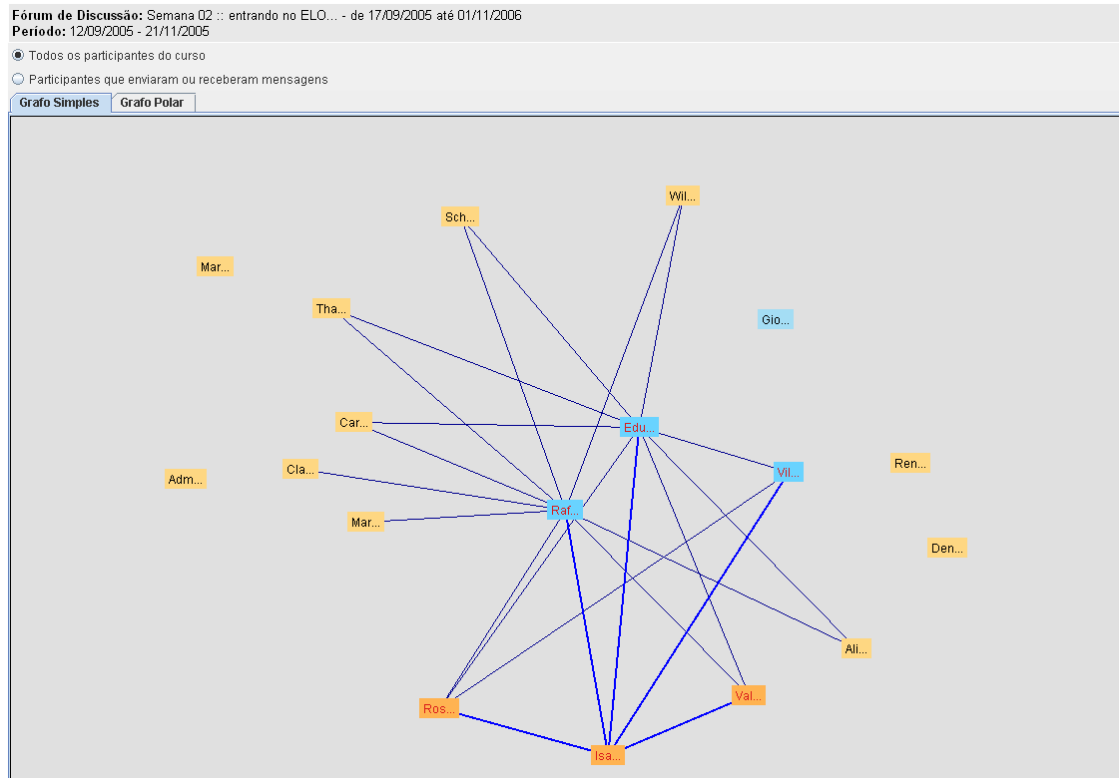 Fórum de Discussão: Semana 02 :: entrando no ELO... - de 17/09/2005 até 01/11/2006
Período: 12/09/2005 - 21/11/2005
Todos os participantes do curso
Participantes que enviaram ou receberam mensagens
Grafo Simples Grafo Polar
Wil...
Sch...
Mar...
Tha...
Gio...
Car...
Edu...
Ren...
Cla...
Vil...
Adm...
Raf...
Mar...
Den...
Ali...
Val...
Ros...
Isa...